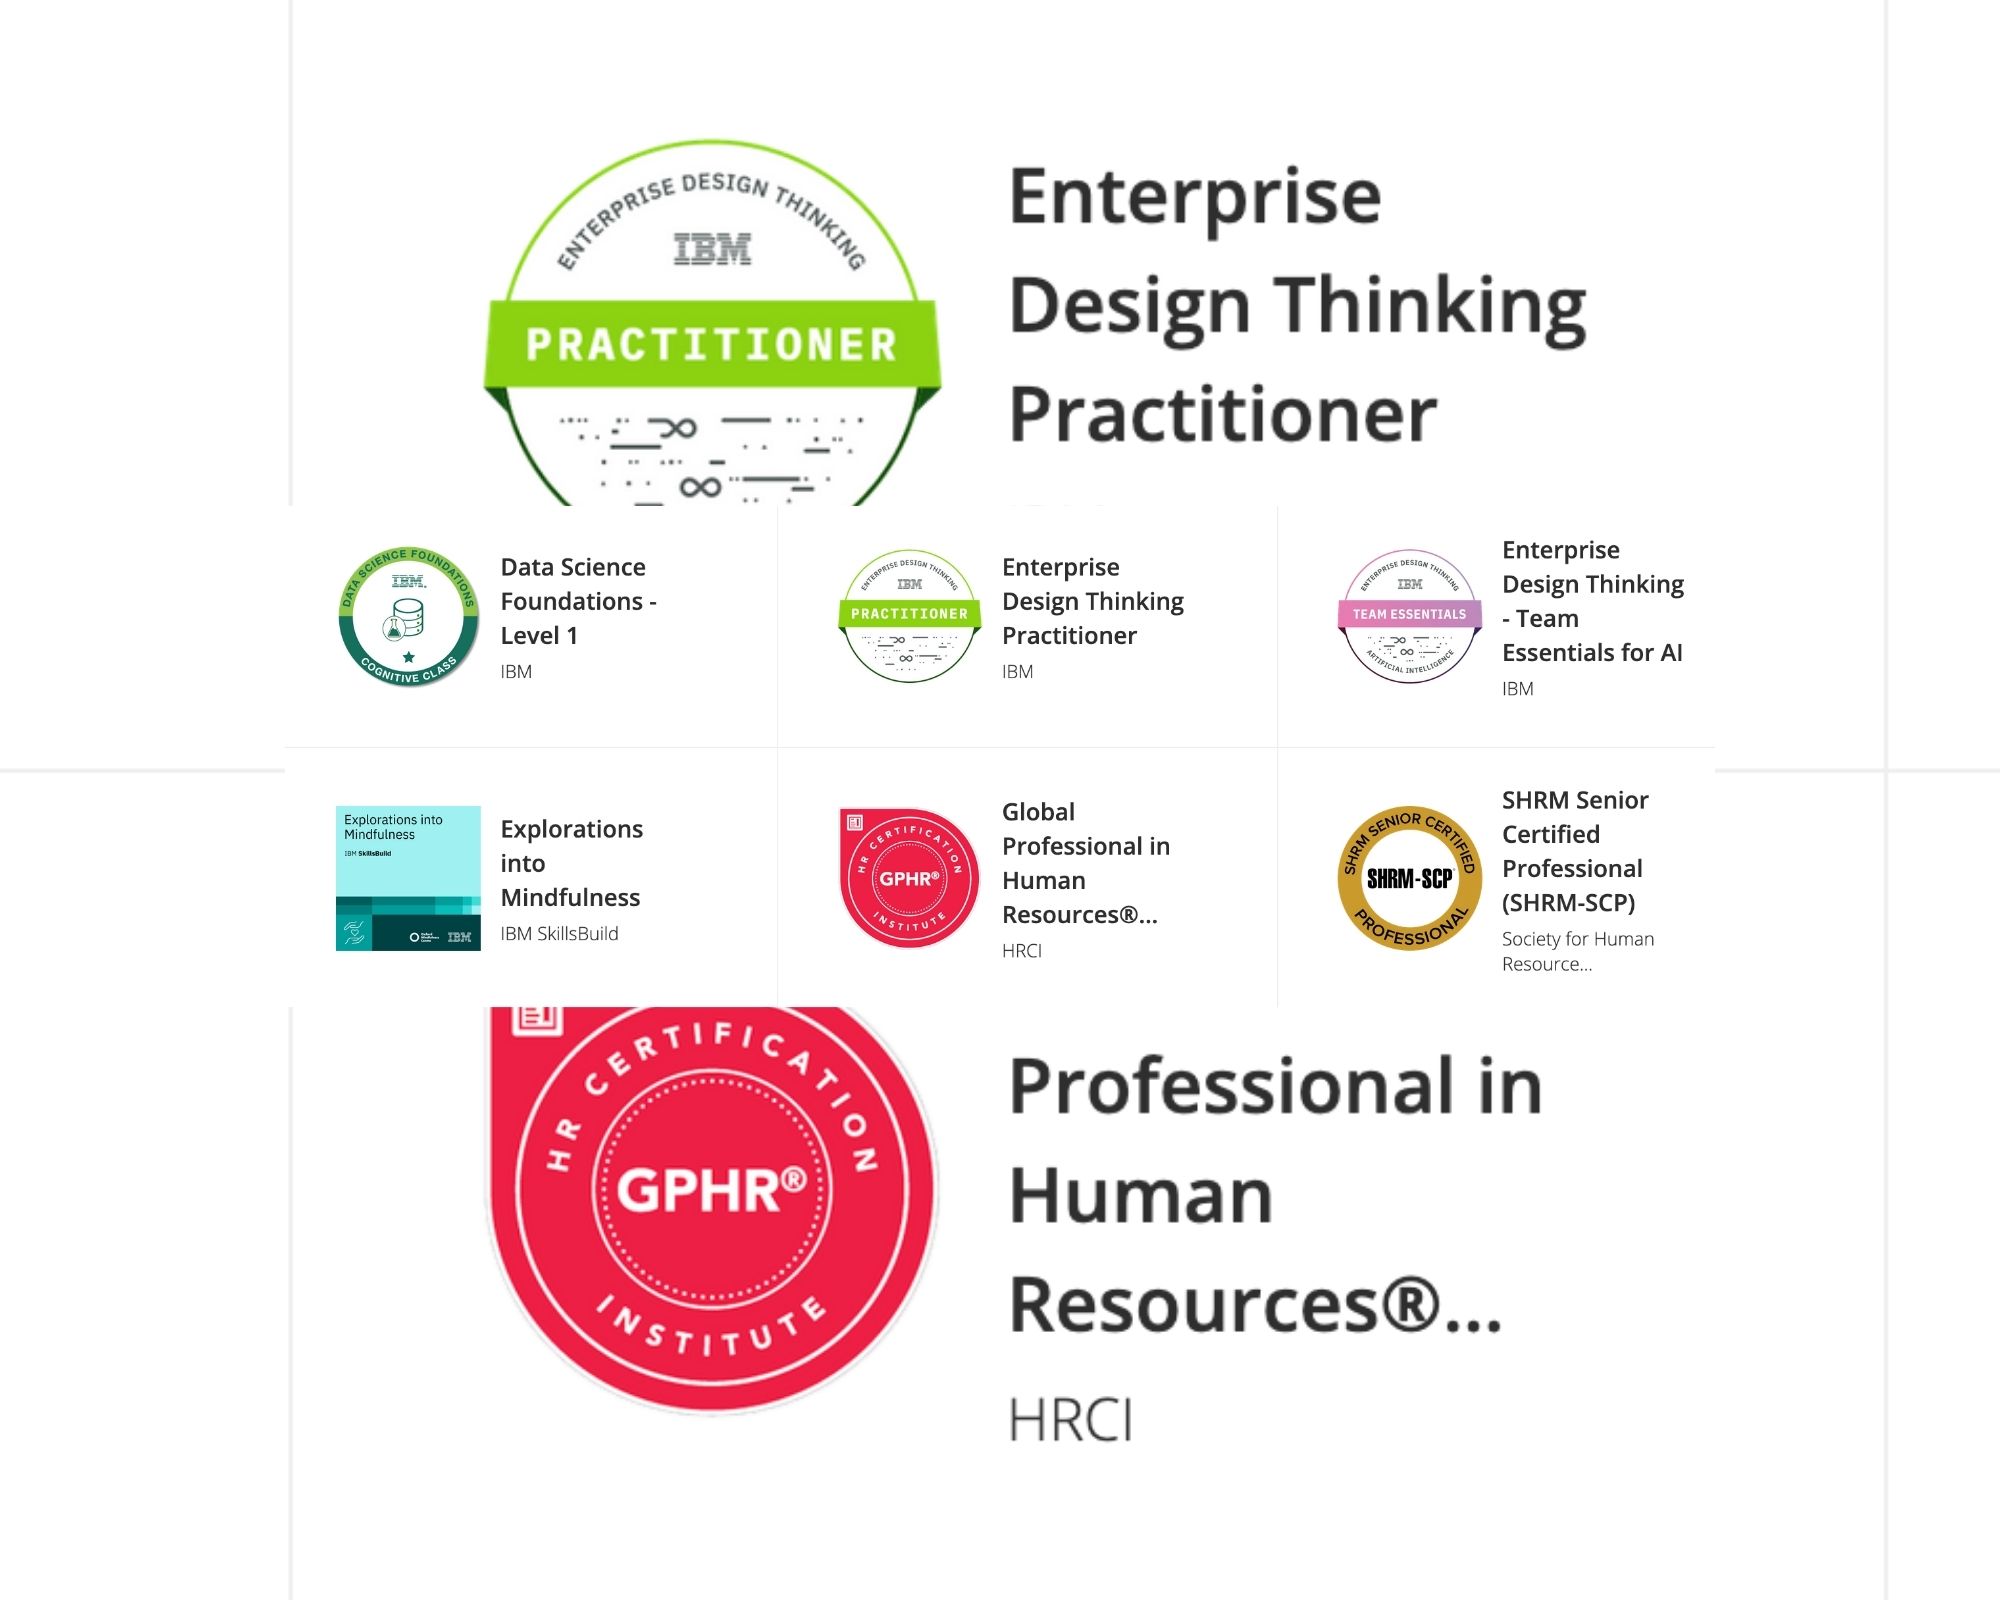 ENTERPRISE DESIGN THINKING
IBM
PRACTITIONER
Enterprise
Design Thinking
Practitioner
DATA SCIENCE FOUNDATIONS
IBM.
COGNITIVE CLASS
Data Science
Foundations -
Level 1
IBM
ENTERPRISE DESIGN THINKING
IBM
PRACTITIONER
Enterprise
Design Thinking
Practitioner
IBM
ENTERPRISE DESIGN THINKING
IBM
TEAM ESSENTIALS
ARTIFICIAL INTELLIGENCE
Enterprise
Design Thinking
- Team
Essentials for AI
IBM
Explorations into
Mindfulness
IBM SkillsBuild
IBM
Explorations
into
Mindfulness
IBM SkillsBuild
HR CERTIFICATION
GPHR®
INSTITUTE
Global
Professional in
Human
Resources®...
HRCI
SHRM SENIOR CERTIFIED
SHRM-SCP
PROFESSIONAL
SHRM Senior
Certified
Professional
(SHRM-SCP)
Society for Human
Resource...
HR CERTIFICATION
GPHR®
INSTITUTE
Professional in
Human
Resources®...
HRCI